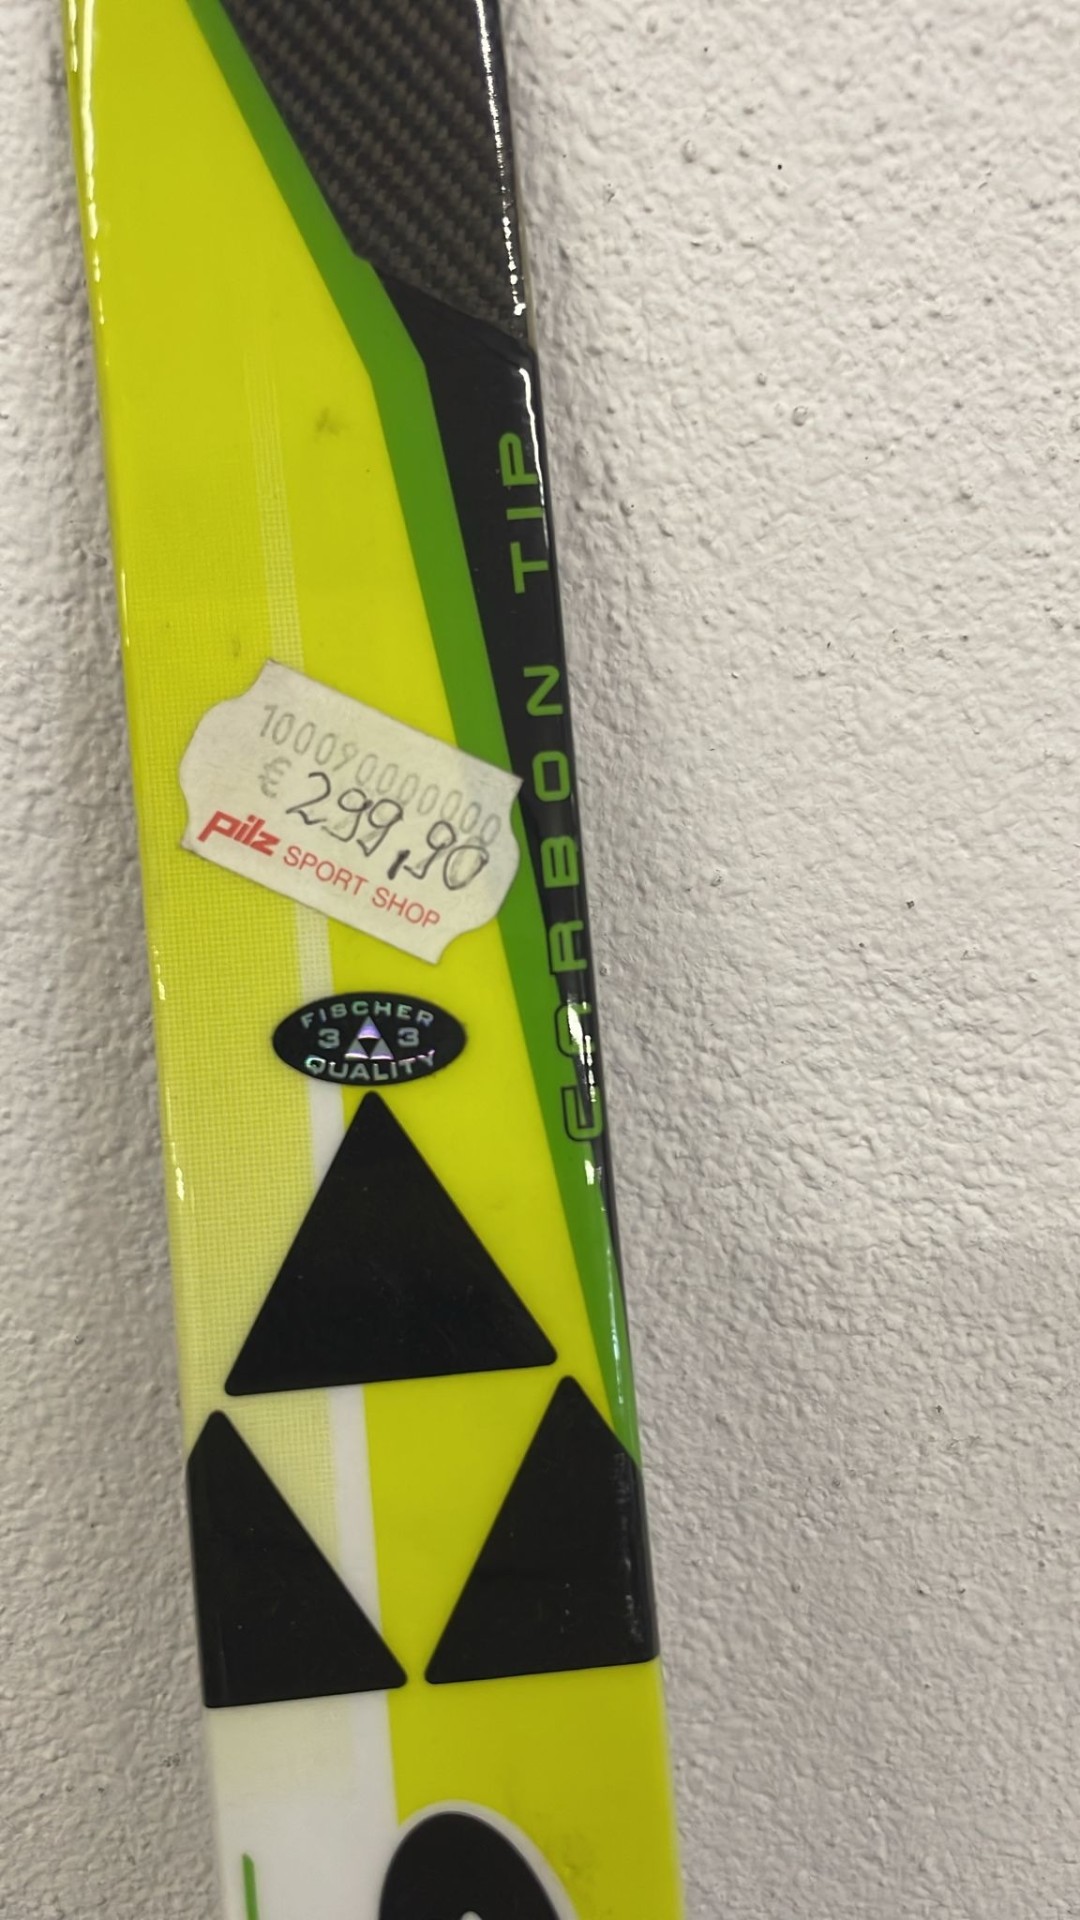 CARBON TIP
10009000000
€ 299,90
pilz SPORT SHOP
FISCHER
3 3
QUALITY